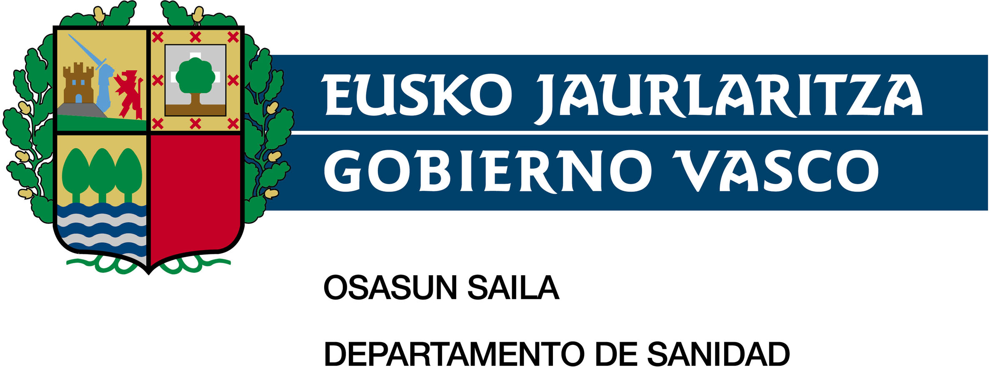 EUSKO JAURLARITZA
GOBIERNO VASCO
OSASUN SAILA
DEPARTAMENTO DE SANIDAD